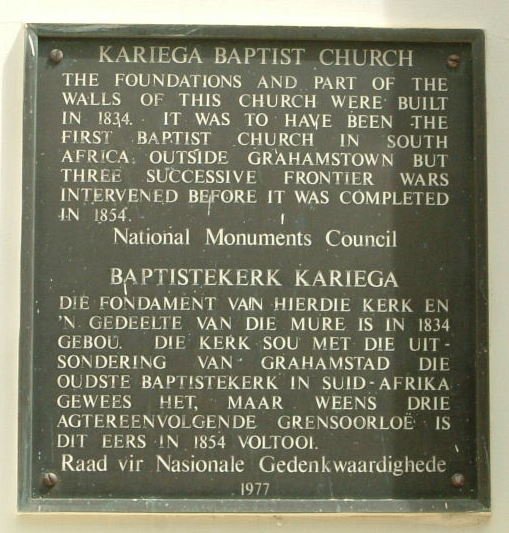 KARIEGA BAPTIST CHURCH
THE FOUNDATIONS AND PART OF THE
WALLS OF THIS CHURCH WERE BUILT
IN 1834. IT WAS TO HAVE BEEN THE
FIRST BAPTIST CHURCH IN SOUTH
AFRICA OUTSIDE GRAHAMSTOWN BUT
THREE SUCCESSIVE FRONTIER WARS
INTERVENED BEFORE IT WAS COMPLETED
IN 1854.
National Monuments Council
BAPTISTEKERK KARIEGA
DIE FONDAMENT VAN HIERDIE KERK EN
'N GEDEELTE VAN DIE MURE IS IN 1834
GEBOU. DIE KERK SOU MET DIE UIT-
SONDERING VAN GRAHAMSTAD DIE
OUDSTE BAPTISTEKERK IN SUID-AFRIKA
GEWEES HET, MAAR WEENS DRIE
AGTEREENVOLGENDE GRENSOORLOË IS
DIT EERS IN 1854 VOLTOOI.
Raad vir Nasionale Gedenkwaardighede
1977